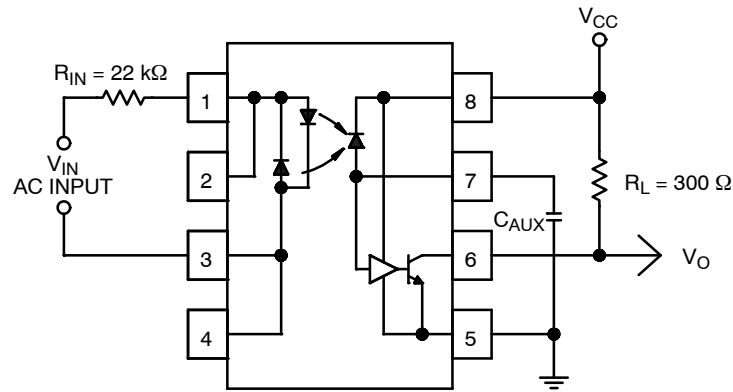 V_CC
R_IN = 22 kΩ
1
8
V_IN
AC INPUT
2
7
R_L = 300 Ω
C_AUX
3
6
V_O
4
5